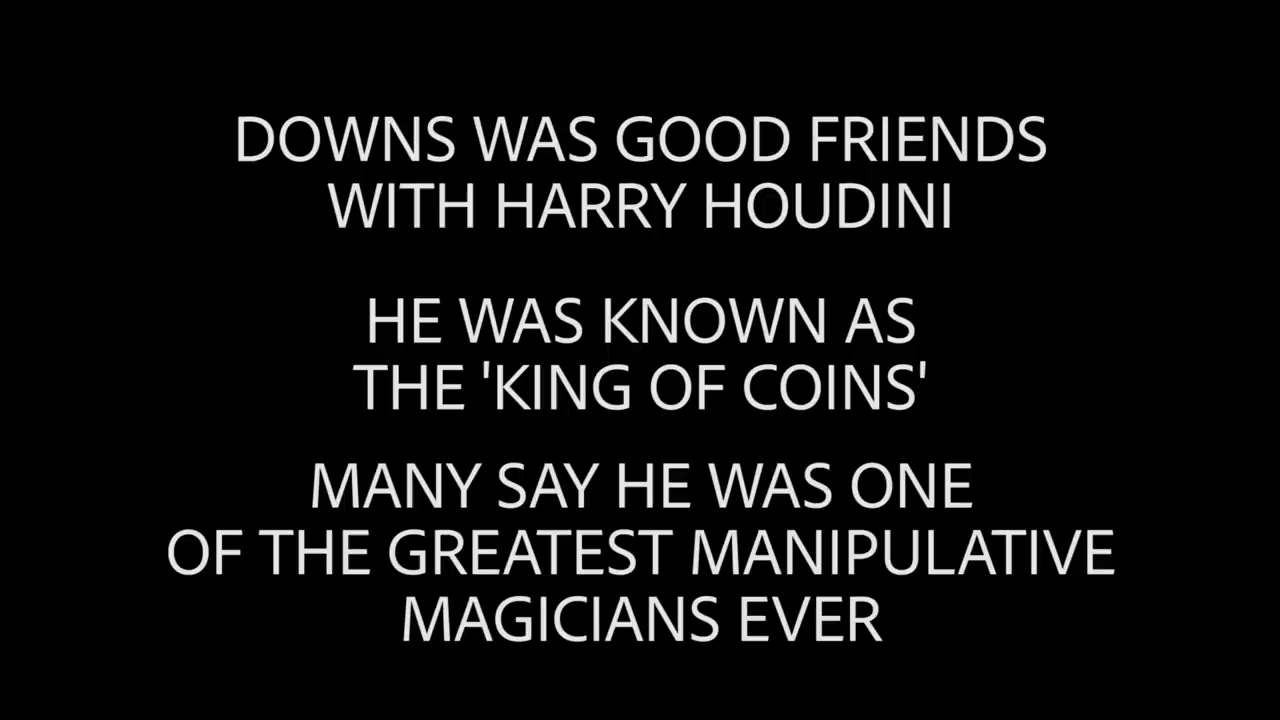 DOWNS WAS GOOD FRIENDS
WITH HARRY HOUDINI
HE WAS KNOWN AS
THE 'KING OF COINS'
MANY SAY HE WAS ONE
OF THE GREATEST MANIPULATIVE
MAGICIANS EVER